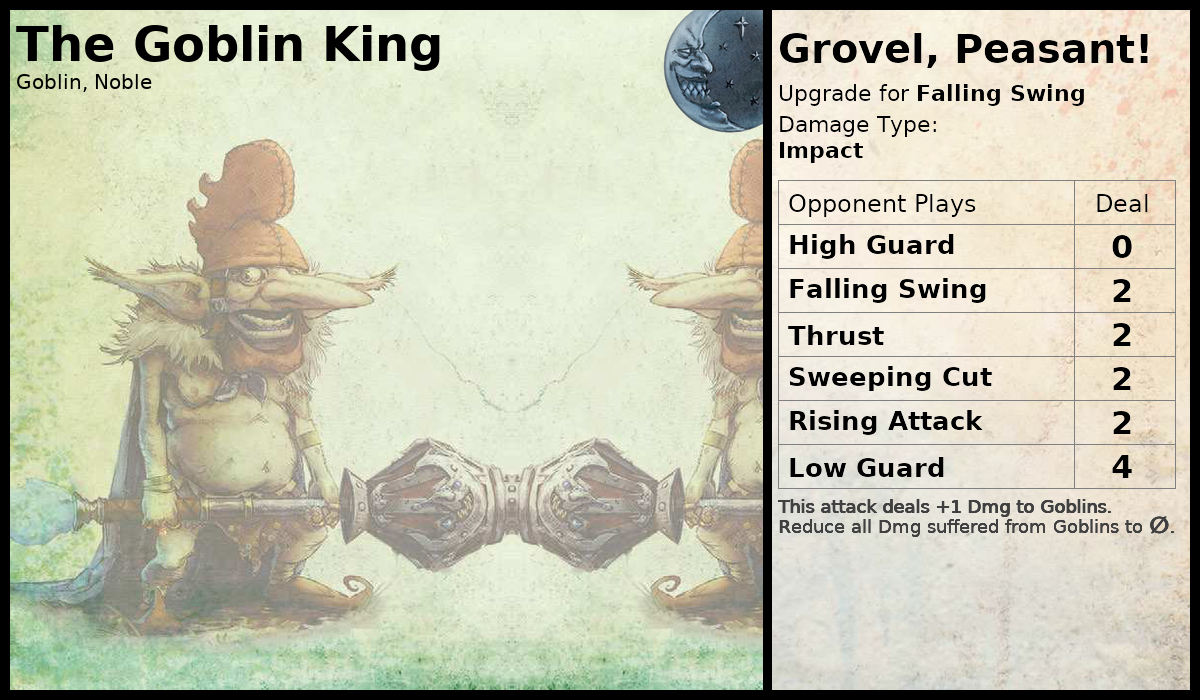 The Goblin King
Goblin, Noble
Grovel, Peasant!
Upgrade for Falling Swing
Damage Type:
Impact
Opponent Plays Deal
High Guard 0
Falling Swing 2
Thrust 2
Sweeping Cut 2
Rising Attack 2
Low Guard 4
This attack deals +1 Dmg to Goblins.
Reduce all Dmg suffered from Goblins to Ø.